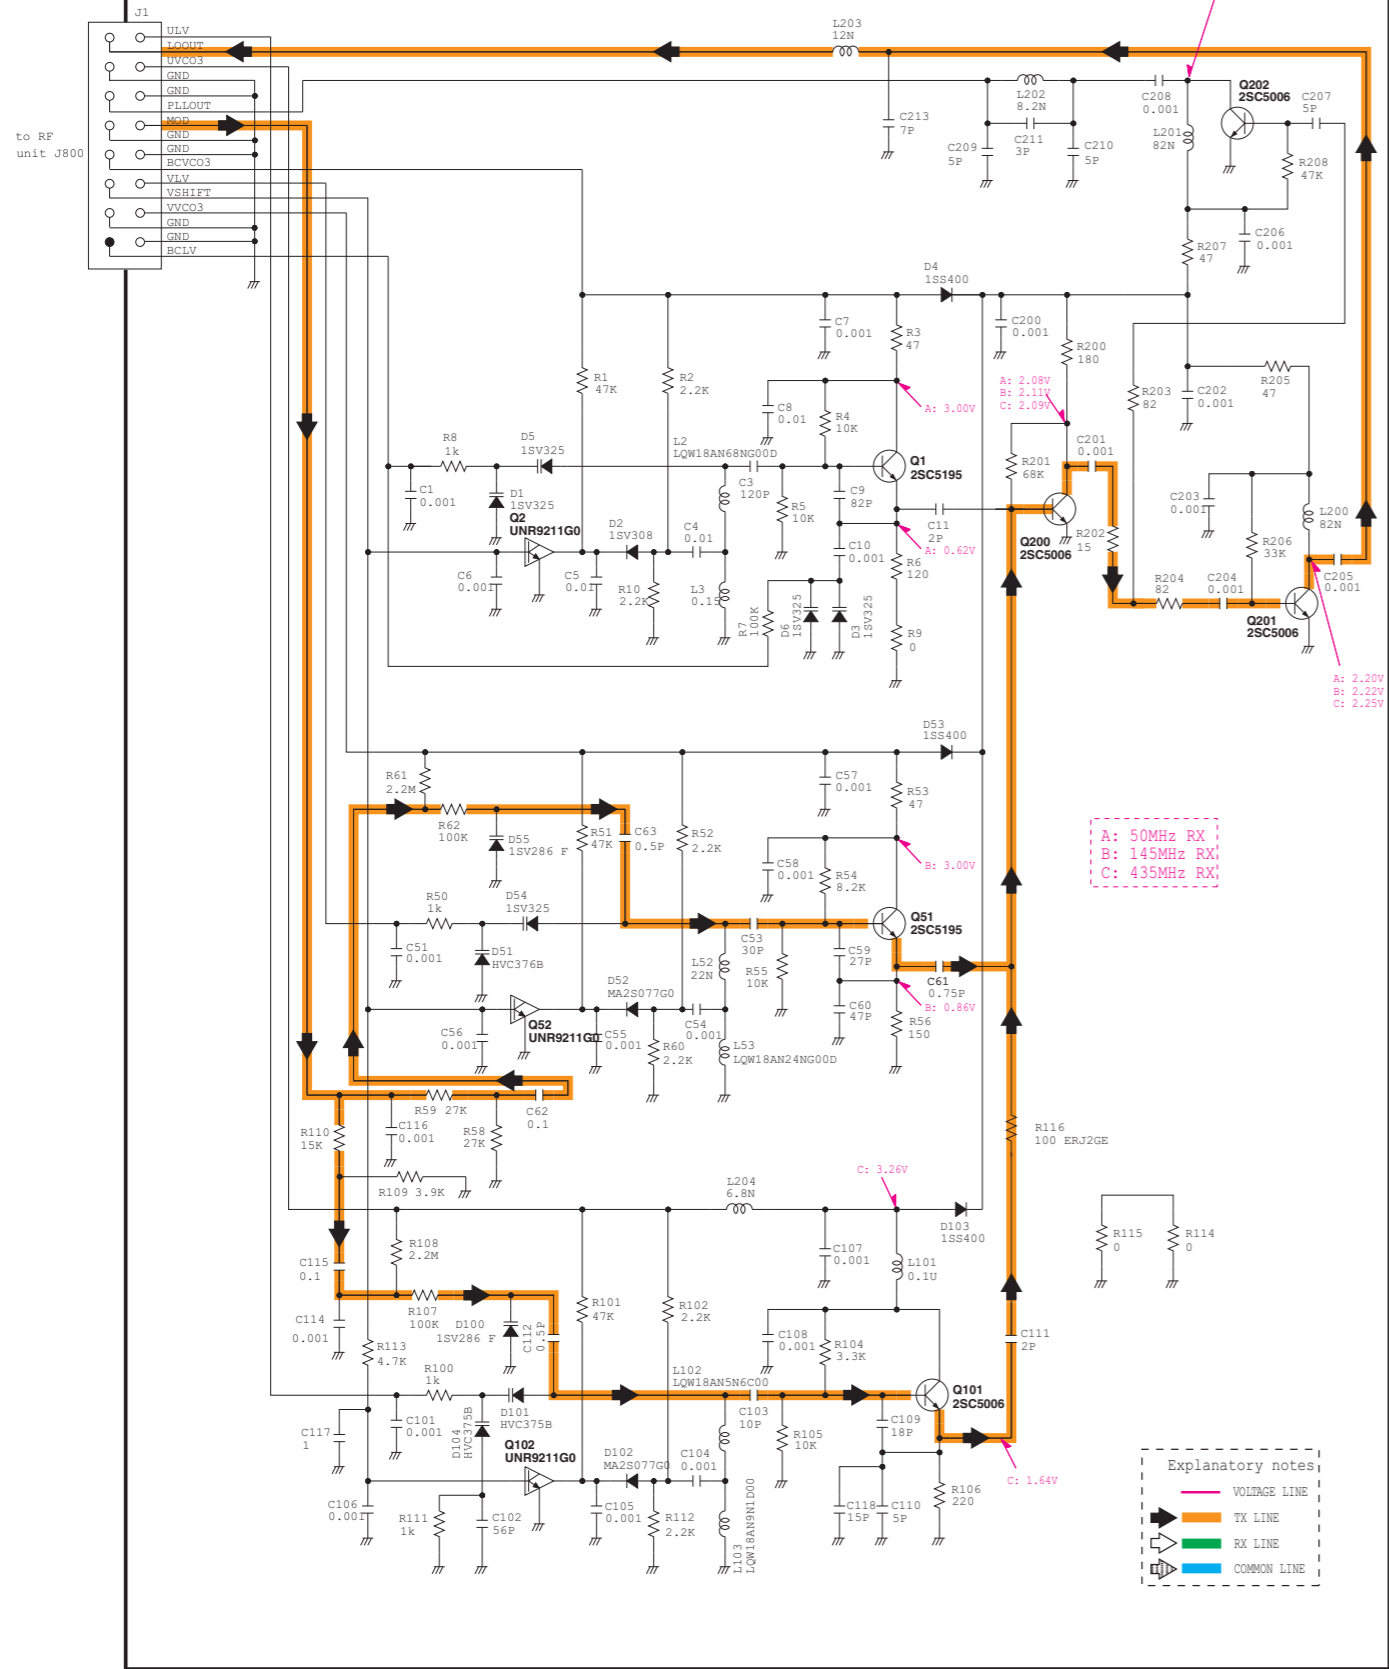 J1
ULV
LOOUT
UVCO3
GND
GND
PLLOUT
MOD
GND
GND
BCVCO3
VLV
VSHIFT
VVCO3
GND
GND
BCLV
to RF
unit J800
L203
12N
C213
7P
L202
8.2N
C211
3P
C209
5P
C210
5P
C208
0.001
L201
82N
Q202
2SC5006
C207
5P
R208
47K
C206
0.001
R207
47
D4
1SS400
C7
0.001
R3
47
C200
0.001
R200
180
R1
47K
R2
2.2K
C8
0.01
R4
10K
A: 3.00V
A: 2.08V
B: 2.11V
C: 2.09V
R203
82
C202
0.001
R205
47
R8
1k
D5
1SV325
L2
LQW18AN68NG00D
Q1
2SC5195
C201
0.001
R201
68K
C1
0.001
D1
1SV325
Q2
UNR9211G0
D2
1SV308
C3
120P
C4
0.01
R5
10K
C9
82P
C10
0.001
C11
2P
A: 0.62V
R6
120
Q200
2SC5006
R202
15
C203
0.001
L200
82N
R206
33K
C6
0.001
C5
0.01
R10
2.2K
L3
0.15
R7
100K
D6
1SV325
D3
1SV325
R9
0
R204
82
C204
0.001
C205
0.001
Q201
2SC5006
A: 2.20V
B: 2.22V
C: 2.25V
D53
1SS400
R61
2.2M
R62
100K
D55
1SV286 F
R51
47K
C63
0.5P
R52
2.2K
C57
0.001
R53
47
C58
0.001
R54
8.2K
B: 3.00V
A: 50MHz RX
B: 145MHz RX
C: 435MHz RX
R50
1k
D54
1SV325
Q51
2SC5195
C51
0.001
D51
HVC376B
L52
22N
C53
30P
R55
10K
C59
27P
C61
0.75P
D52
MA2S077G0
C60
47P
B: 0.86V
R56
150
C56
0.001
Q52
UNR9211G0
C55
0.001
R60
2.2K
C54
0.001
L53
LQW18AN24NG00D
R59 27K
C62
0.1
R110
15K
C116
0.001
R58
27K
R116
100 ERJ2GE
R109 3.9K
C: 3.26V
L204
6.8N
D103
1SS400
R115
0
R114
0
R108
2.2M
C107
0.001
L101
0.1U
C115
0.1
C114
0.001
R107
100K
D100
1SV286 F
C112
0.5P
R101
47K
R102
2.2K
C108
0.001
R104
3.3K
C111
2P
R113
4.7K
R100
1k
L102
LQW18AN5N6C00
Q101
2SC5006
C101
0.001
D104
HVC375B
D101
HVC375B
C103
10P
R105
10K
C109
18P
C117
1
Q102
UNR9211G0
D102
MA2S077G0
C104
0.001
C: 1.64V
C106
0.001
R111
1k
C102
56P
C105
0.001
R112
2.2K
L103
LQW18AN9N1D00
C118
15P
C110
5P
R106
220
Explanatory notes
VOLTAGE LINE
TX LINE
RX LINE
COMMON LINE